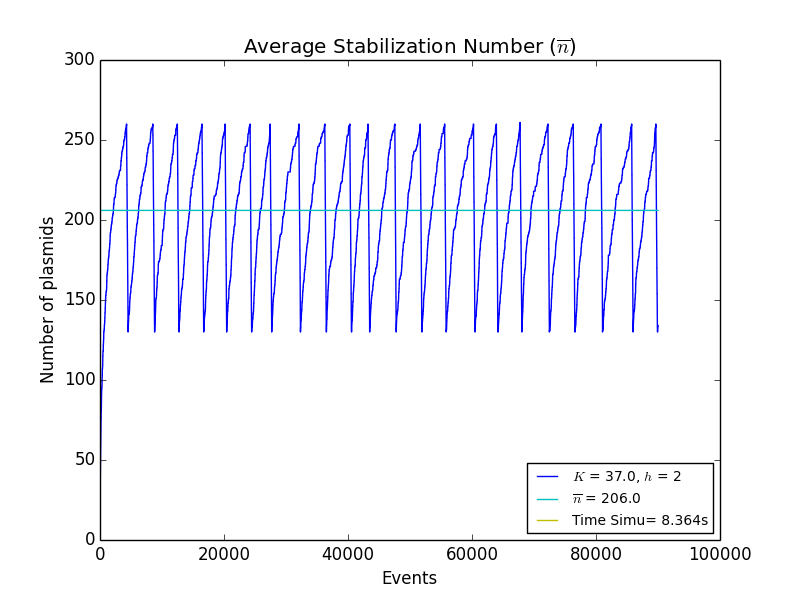 Average Stabilization Number (n̅)
300
250
200
150
100
50
0
Number of plasmids
0 20000 40000 60000 80000 100000
Events
K = 37.0, h = 2
n̅ = 206.0
Time Simu= 8.364s